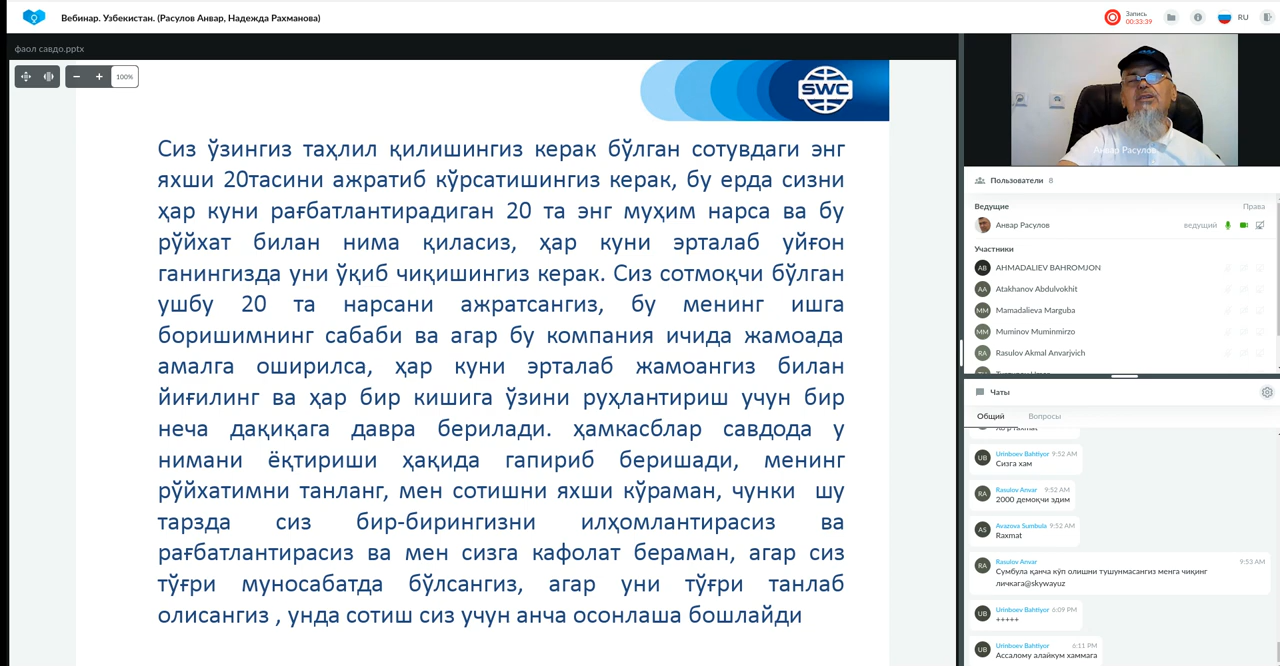 Вебинар. Узбекистан. (Расулов Анвар, Надежда Рахманова)
Запись
00:33:39
RU
фаол савдо.pptx
100%
SWC
Сиз ўзингиз таҳлил қилишингиз керак бўлган сотувдаги энг
яхши 20тасини ажратиб кўрсатишингиз керак, бу ерда сизни
ҳар куни рағбатлантирадиган 20 та энг муҳим нарса ва бу
рўйхат билан нима қиласиз, ҳар куни эрталаб уйғон
ганингизда уни ўқиб чиқишингиз керак. Сиз сотмоқчи бўлган
ушбу 20 та нарсани ажратсангиз, бу менинг ишга
боришимнинг сабаби ва агар бу компания ичида жамоада
амалга оширилса, ҳар куни эрталаб жамоангиз билан
йиғилинг ва ҳар бир кишига ўзини руҳлантириш учун бир
неча дақиқага давра берилади. ҳамкасблар савдода у
нимани ёқтириши ҳақида гапириб беришади, менинг
рўйхатимни танланг, мен сотишни яхши кўраман, чунки шу
тарзда сиз бир-бирингизни илҳомлантирасиз ва
рағбатлантирасиз ва мен сизга кафолат бераман, агар сиз
тўғри муносабатда бўлсангиз, агар уни тўғри танлаб
олисангиз , унда сотиш сиз учун анча осонлаша бошлайди
Анвар Расулов
Пользователи 8
Ведущие Права
Анвар Расулов ведущий
Участники
AB AHMADALIEV BAHROMJON
AA Atakhanov Abdulvokhit
MM Mamadalieva Marguba
MM Muminov Muminmirzo
RA Rasulov Akmal Anvarjvich
Чаты
Общий Вопросы
UB Urinboev Bahtiyor 9:52 AM
Сизга хам
RA Rasulov Anvar 9:52 AM
2000 демоқчи эдим
AS Avazova Sumbula 9:52 AM
Raxmat
RA Rasulov Anvar 9:53 AM
Сумбула қанча кўп олишни тушунмасангиз менга чиқинг
личкага@skywayuz
UB Urinboev Bahtiyor 6:09 PM
+++++
UB Urinboev Bahtiyor 6:11 PM
Ассалому алайкум хаммага